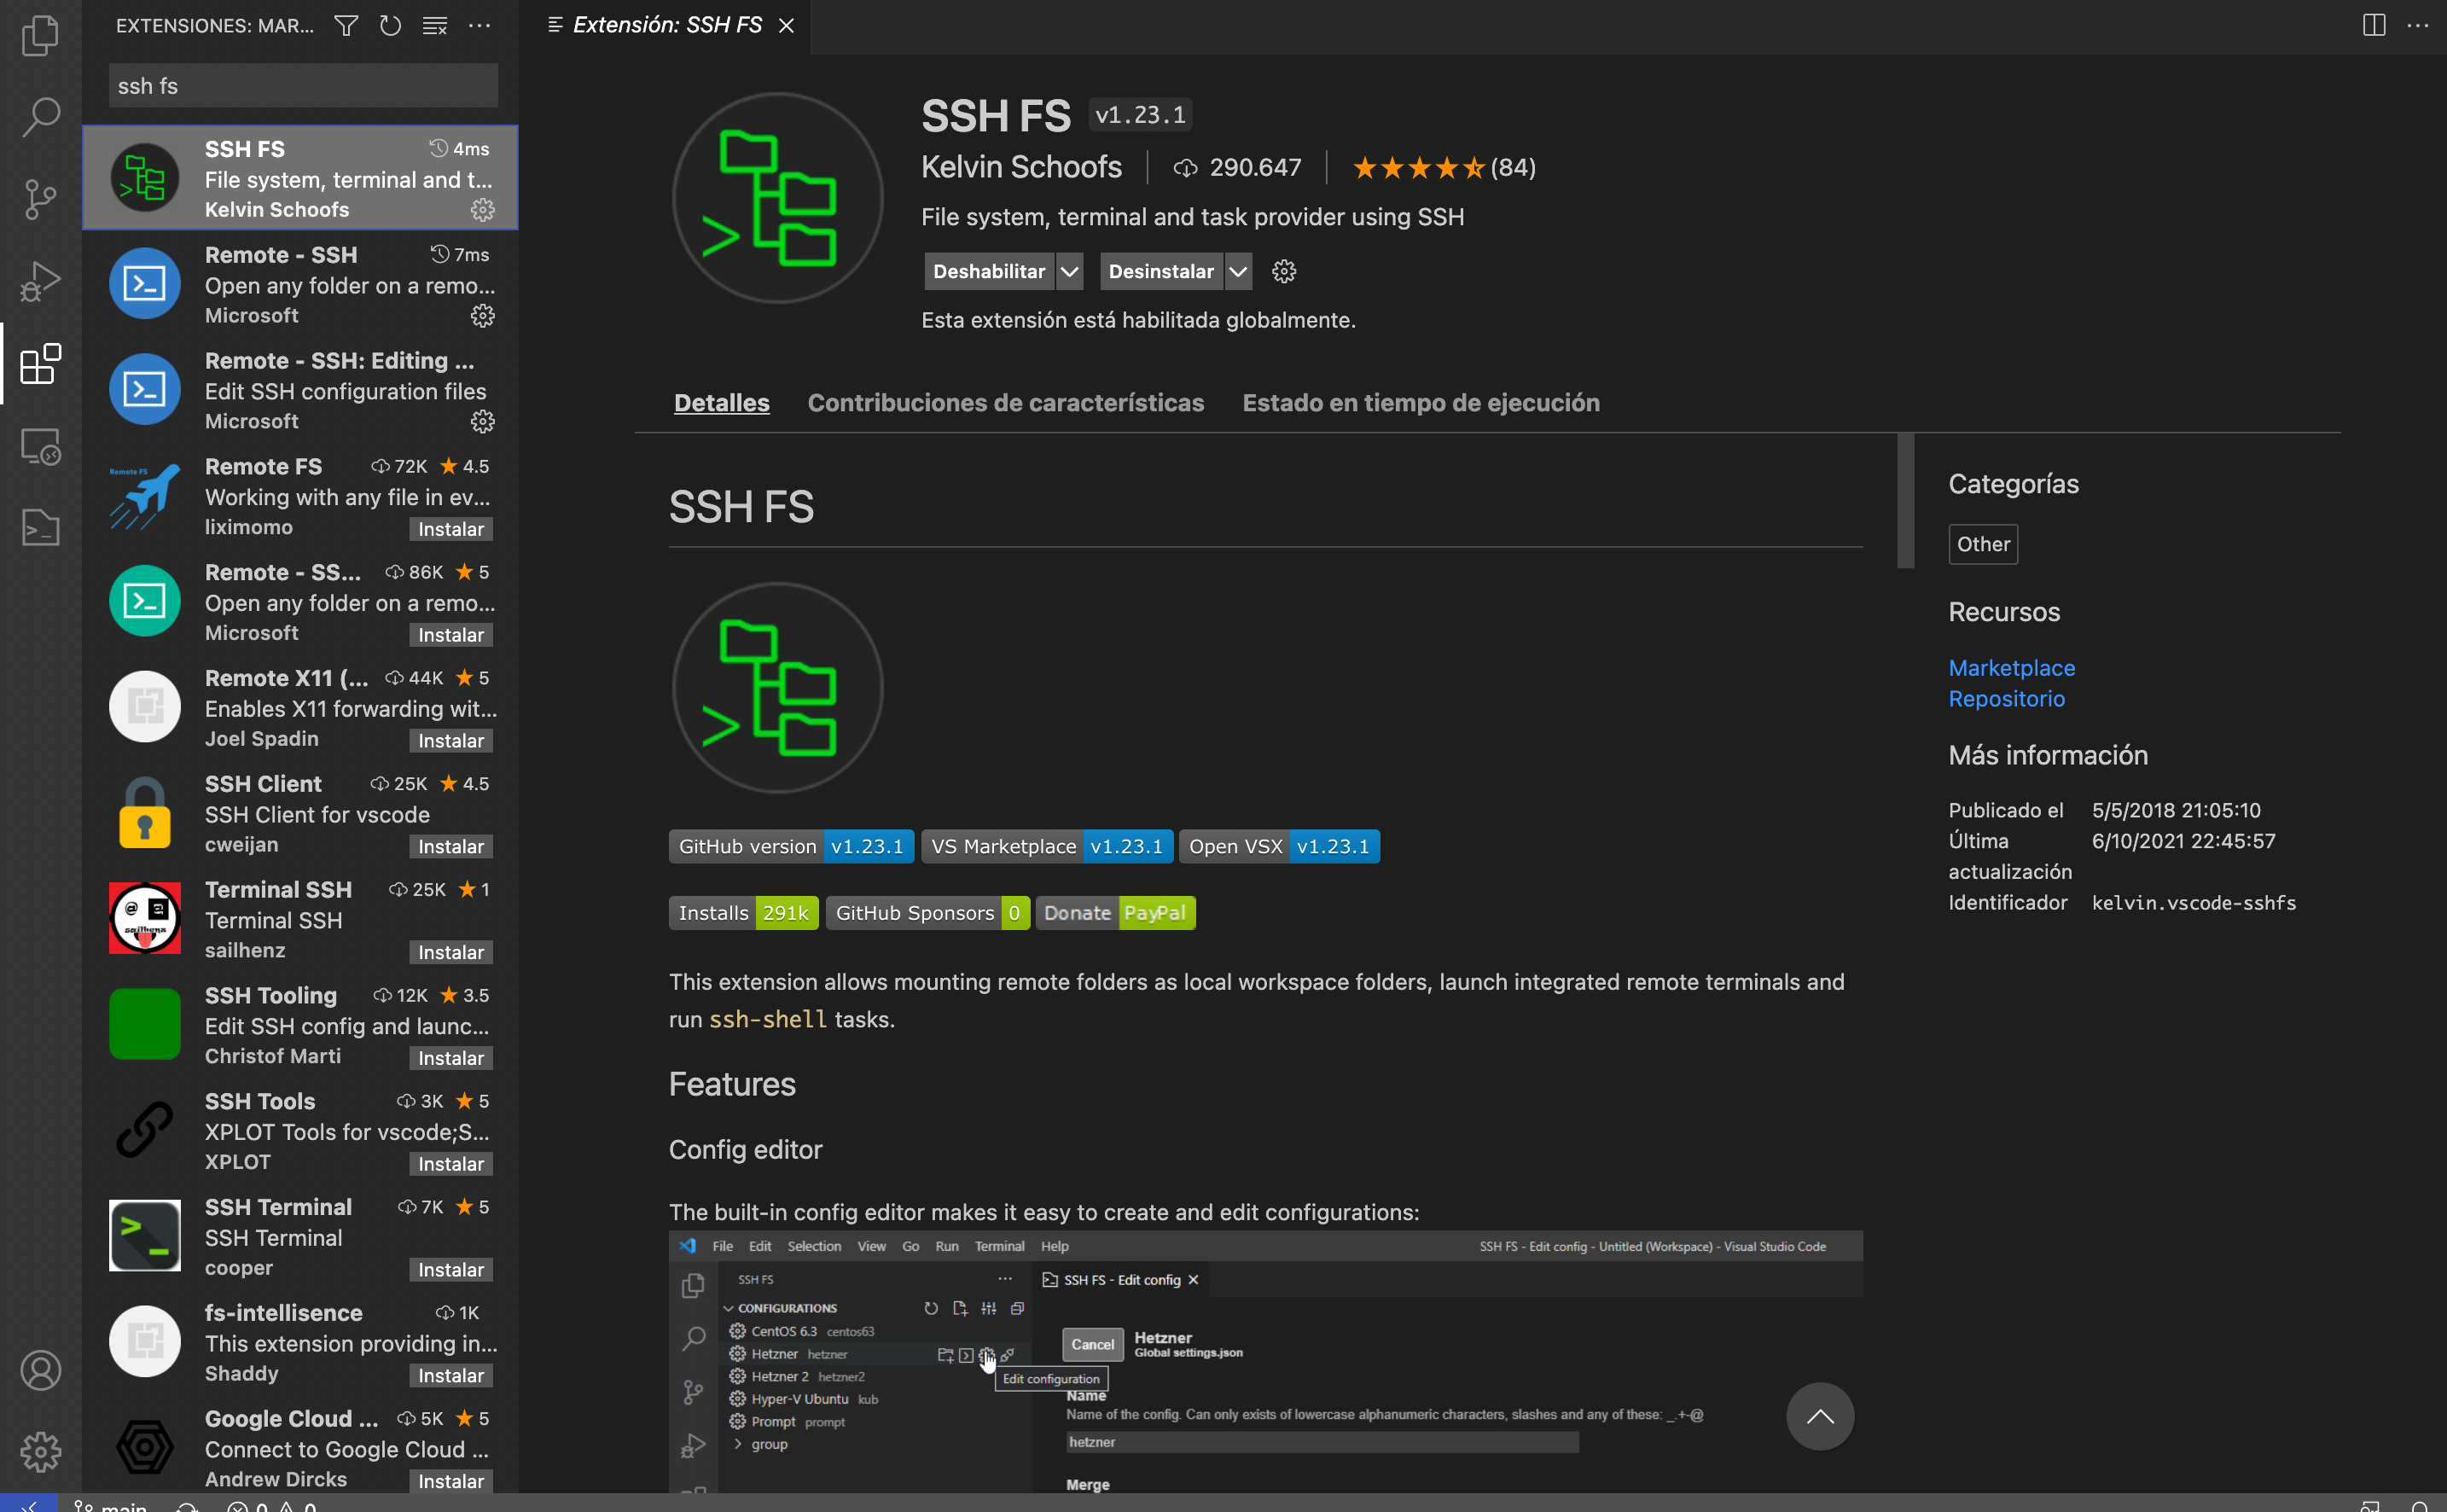 EXTENSIONES: MAR...
ssh fs
SSH FS 4ms
File system, terminal and t...
Kelvin Schoofs
Remote - SSH 7ms
Open any folder on a remo...
Microsoft
Remote - SSH: Editing ...
Edit SSH configuration files
Microsoft
Remote FS
Remote FS 72K 4.5
Working with any file in ev...
liximomo Instalar
Remote - SS... 86K 5
Open any folder on a remo...
Microsoft Instalar
Remote X11 (... 44K 5
Enables X11 forwarding wit...
Joel Spadin Instalar
SSH Client 25K 4.5
SSH Client for vscode
cweijan Instalar
Terminal SSH 25K 1
Terminal SSH
sailhenz
sailhenz Instalar
SSH Tooling 12K 3.5
Edit SSH config and launc...
Christof Marti Instalar
SSH Tools 3K 5
XPLOT Tools for vscode;S...
XPLOT Instalar
SSH Terminal 7K 5
SSH Terminal
cooper Instalar
fs-intellisence 1K
This extension providing in...
Shaddy Instalar
Google Cloud ... 5K 5
Connect to Google Cloud ...
Andrew Dircks Instalar
main 0 0
Extensión: SSH FS
SSH FS v1.23.1
Kelvin Schoofs 290.647 (84)
File system, terminal and task provider using SSH
Deshabilitar Desinstalar
Esta extensión está habilitada globalmente.
Detalles Contribuciones de características Estado en tiempo de ejecución
SSH FS
GitHub version v1.23.1 VS Marketplace v1.23.1 Open VSX v1.23.1
Installs 291k GitHub Sponsors 0 Donate PayPal
This extension allows mounting remote folders as local workspace folders, launch integrated remote terminals and
run ssh-shell tasks.
Features
Config editor
The built-in config editor makes it easy to create and edit configurations:
File Edit Selection View Go Run Terminal Help SSH FS - Edit config - Untitled (Workspace) - Visual Studio Code
SSH FS ... SSH FS - Edit config
CONFIGURATIONS
CentOS 6.3 centos63
Hetzner hetzner
Hetzner 2 hetzner2
Hyper-V Ubuntu kub
Prompt prompt
group
Edit configuration
Cancel Hetzner
Global settings.json
Name
Name of the config. Can only exists of lowercase alphanumeric characters, slashes and any of these: _.+-@
hetzner
Merge
Categorías
Other
Recursos
Marketplace
Repositorio
Más información
Publicado el 5/5/2018 21:05:10
Última 6/10/2021 22:45:57
actualización
Identificador kelvin.vscode-sshfs